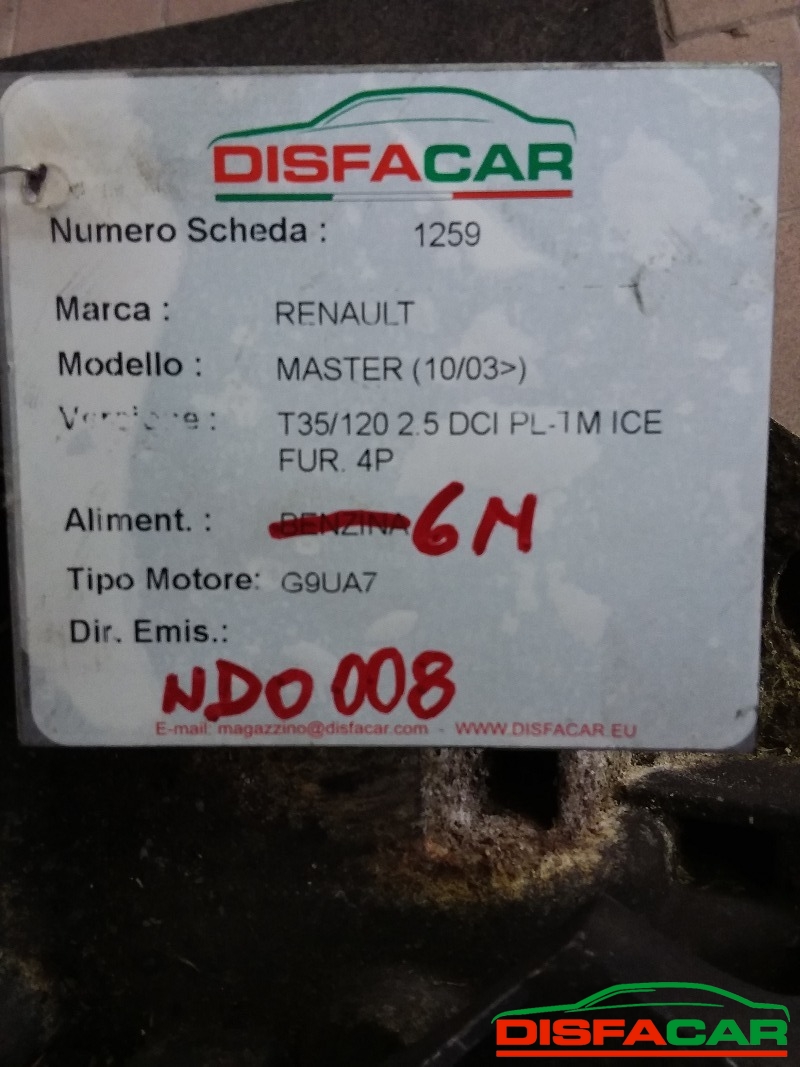 DISFACAR
Numero Scheda : 1259
Marca : RENAULT
Modello : MASTER (10/03>)
Versione : T35/120 2.5 DCI PL-TM ICE
FUR. 4P
Aliment. : BENZINA 6M
Tipo Motore: G9UA7
Dir. Emis.:
NDO 008
E-mail: magazzino@disfacar.com - WWW.DISFACAR.EU
DISFACAR